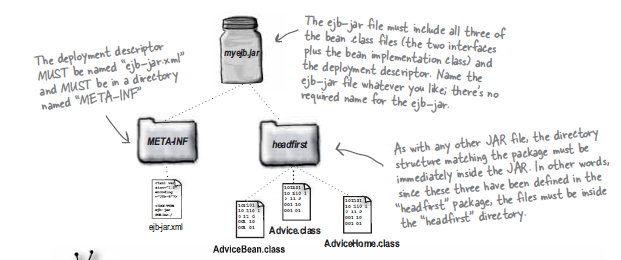 The ejb-jar file must include all three of
the bean class files (the two interfaces
plus the bean implementation class) and
the deployment descriptor. Name the
ejb-jar file whatever you like; there's no
required name for the ejb-jar.
The deployment descriptor
MUST be named "ejb-jar.xml"
and MUST be in a directory
named "META-INF"
myejb.jar
META-INF
headfirst
As with any other JAR file, the directory
structure matching the package must be
immediately inside the JAR. In other words,
since these three have been defined in the
"headfirst" package, the files must be inside
the "headfirst" directory.
ejb-jar.xml
Advice.class
AdviceBean.class
AdviceHome.class